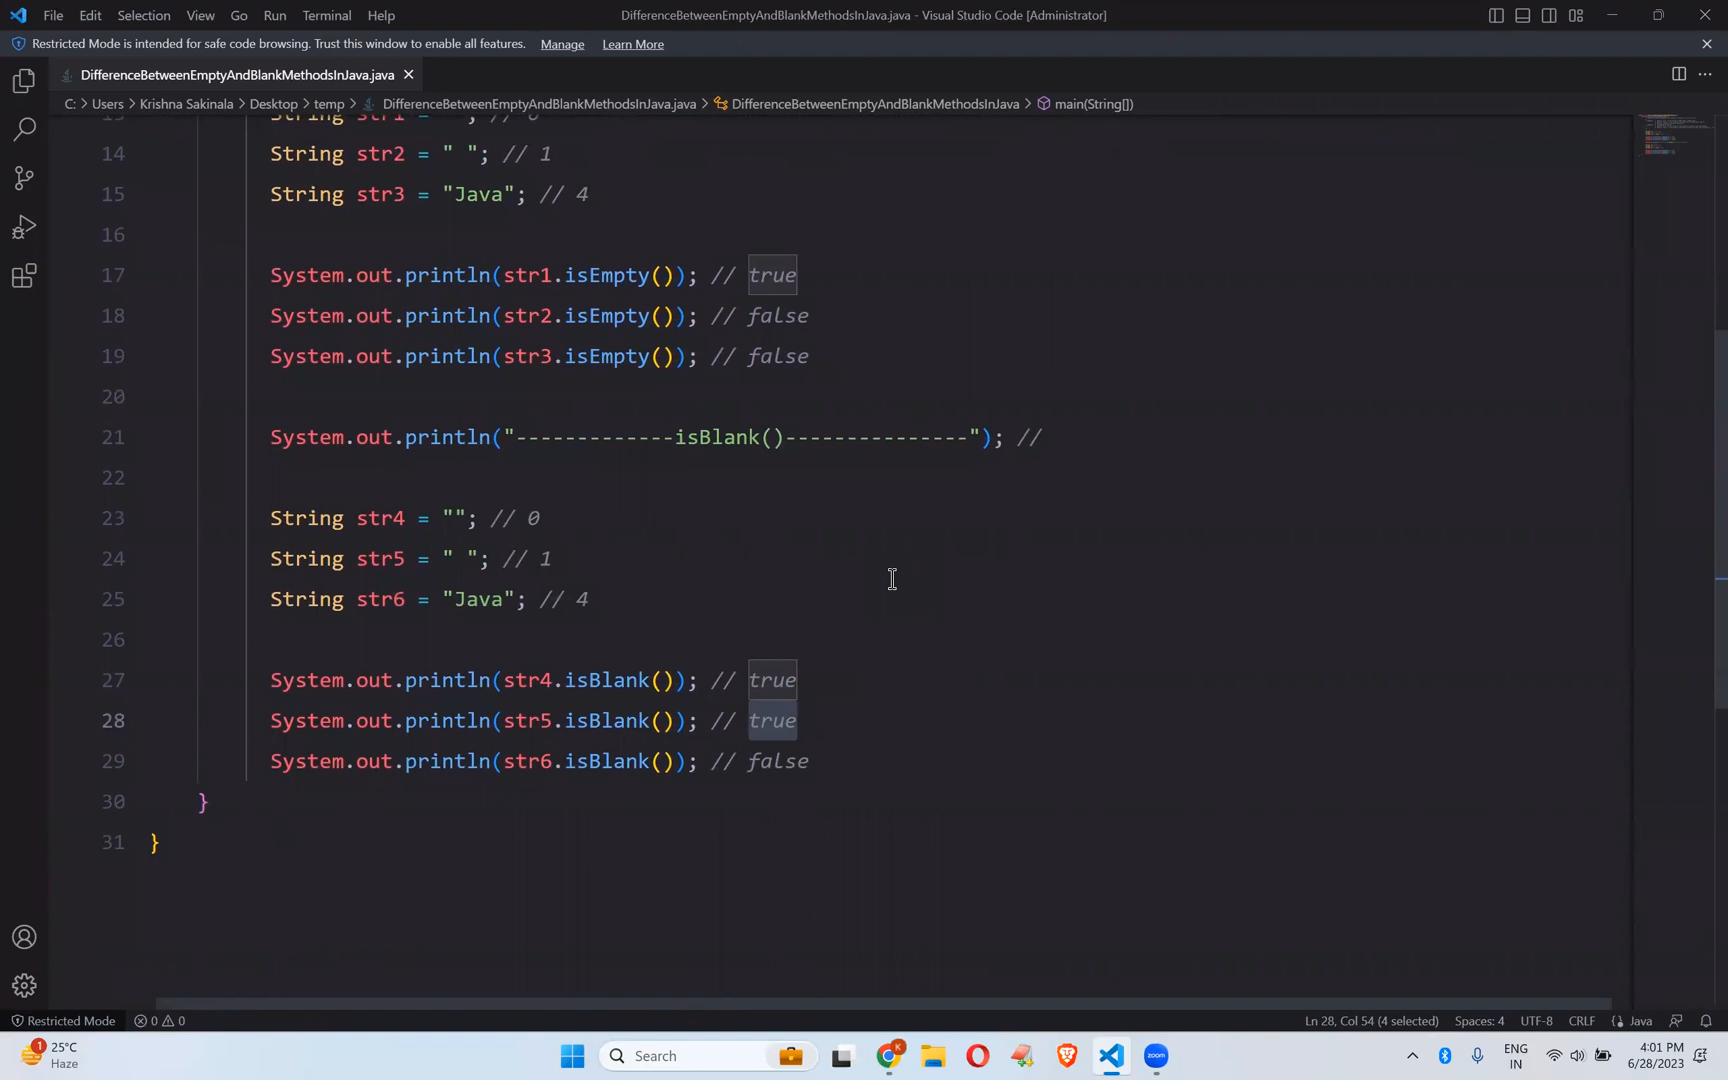 File Edit Selection View Go Run Terminal Help
DifferenceBetweenEmptyAndBlankMethodsInJava.java - Visual Studio Code [Administrator]
Restricted Mode is intended for safe code browsing. Trust this window to enable all features. Manage Learn More
DifferenceBetweenEmptyAndBlankMethodsInJava.java
C: > Users > Krishna Sakinala > Desktop > temp > DifferenceBetweenEmptyAndBlankMethodsInJava.java > DifferenceBetweenEmptyAndBlankMethodsInJava > main(String[])
14 String str2 = " "; // 1
15 String str3 = "Java"; // 4
16
17 System.out.println(str1.isEmpty()); // true
18 System.out.println(str2.isEmpty()); // false
19 System.out.println(str3.isEmpty()); // false
20
21 System.out.println("-------------isBlank()---------------"); //
22
23 String str4 = ""; // 0
24 String str5 = " "; // 1
25 String str6 = "Java"; // 4
26
27 System.out.println(str4.isBlank()); // true
28 System.out.println(str5.isBlank()); // true
29 System.out.println(str6.isBlank()); // false
30 }
31 }
Restricted Mode 0 0
Ln 28, Col 54 (4 selected) Spaces: 4 UTF-8 CRLF {} Java
1
25°C
Haze
Search
K
zoom
ENG
IN
4:01 PM
6/28/2023